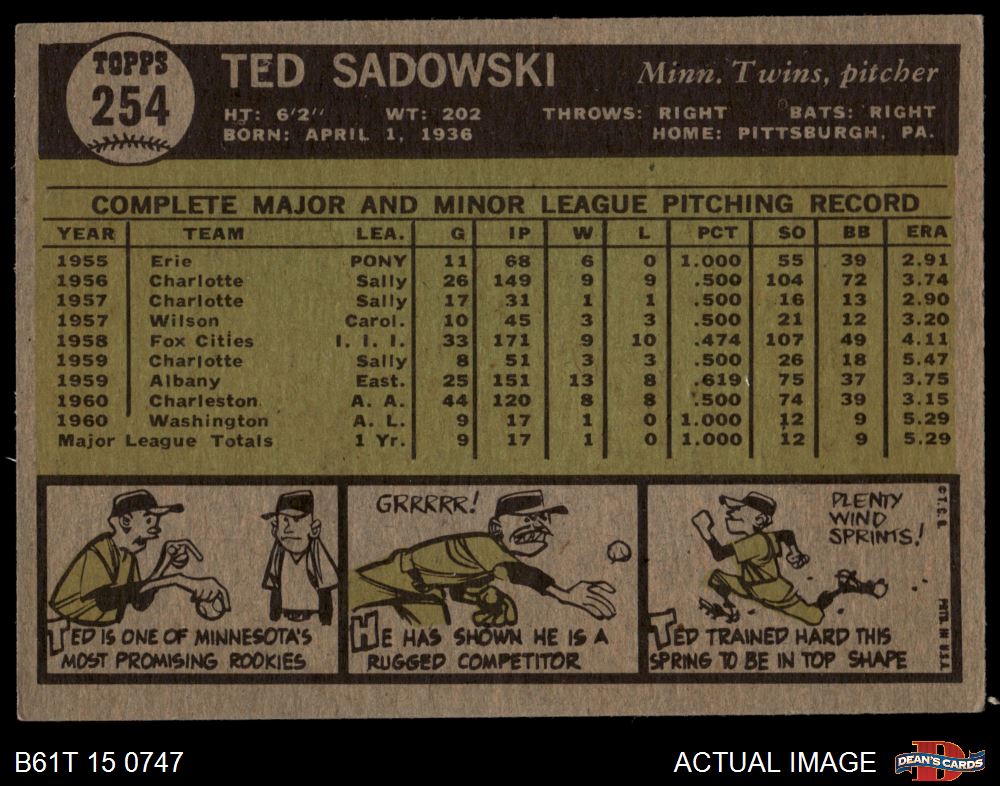 TOPPS
254
TED SADOWSKI
Minn. Twins, pitcher
HT: 6'2" WT: 202 THROWS: RIGHT BATS: RIGHT
BORN: APRIL 1, 1936 HOME: PITTSBURGH, PA.
COMPLETE MAJOR AND MINOR LEAGUE PITCHING RECORD
YEAR TEAM LEA. G IP W L PCT SO BB ERA
1955 Erie PONY 11 68 6 0 1.000 55 39 2.91
1956 Charlotte Sally 26 149 9 9 .500 104 72 3.74
1957 Charlotte Sally 17 31 1 1 .500 16 13 2.90
1957 Wilson Carol. 10 45 3 3 .500 21 12 3.20
1958 Fox Cities I. I. I. 33 171 9 10 .474 107 49 4.11
1959 Charlotte Sally 8 51 3 3 .500 26 18 5.47
1959 Albany East. 25 151 13 8 .619 75 37 3.75
1960 Charleston A. A. 44 120 8 8 .500 74 39 3.15
1960 Washington A. L. 9 17 1 0 1.000 12 9 5.29
Major League Totals 1 Yr. 9 17 1 0 1.000 12 9 5.29
TED IS ONE OF MINNESOTA'S
MOST PROMISING ROOKIES
GRRRRR!
HE HAS SHOWN HE IS A
RUGGED COMPETITOR
PLENTY
WIND
SPRINTS!
TED TRAINED HARD THIS
SPRING TO BE IN TOP SHAPE
© T. C. G. PRTD. IN U.S.A.
B61T 15 0747
ACTUAL IMAGE
DEAN'S CARDS